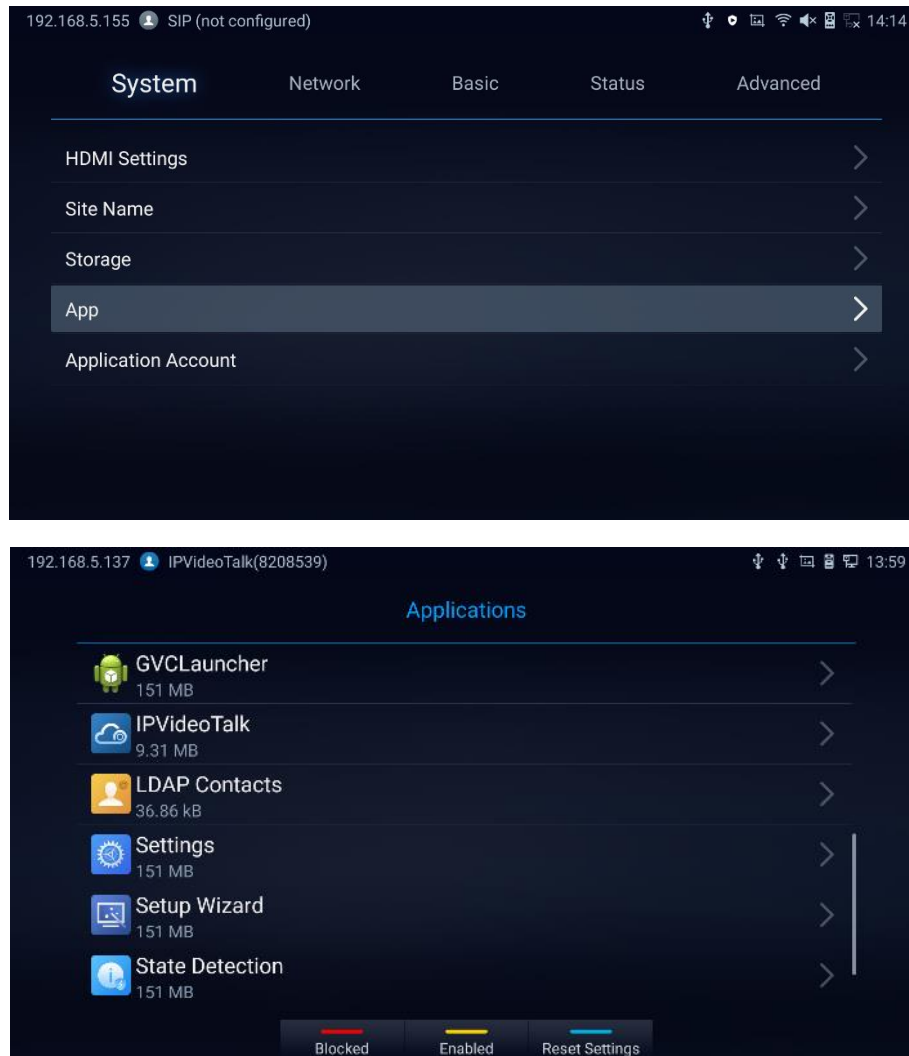 192.168.5.155 SIP (not configured) 14:14
System Network Basic Status Advanced
HDMI Settings
Site Name
Storage
App
Application Account
192.168.5.137 IPVideoTalk(8208539) 13:59
Applications
GVCLauncher
151 MB
IPVideoTalk
9.31 MB
LDAP Contacts
36.86 kB
Settings
151 MB
Setup Wizard
151 MB
State Detection
151 MB
Blocked Enabled Reset Settings